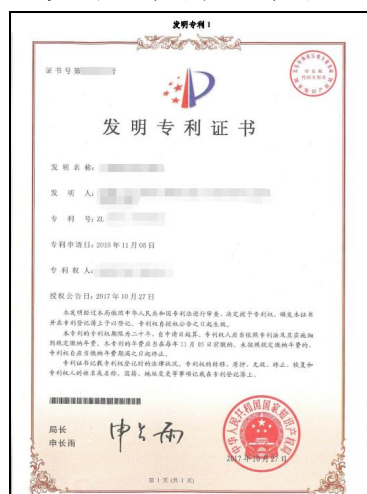 发明专利1
证书号第 号
发明专利证书
发明名称：
发明人：
专利号：ZL
专利申请日：2015年11月05日
专利权人：
授权公告日：2017年10月27日
本发明经过本局依照中华人民共和国专利法进行审查，决定授予专利权，颁发本证书
并在专利登记簿上予以登记。专利权自授权公告之日起生效。
本专利的专利权期限为二十年，自申请日起算。专利权人应当依照专利法及其实施细
则规定缴纳年费。本专利的年费应当在每年11月05日前缴纳。未按照规定缴纳年费的，
专利权自应当缴纳年费期满之日起终止。
专利证书记载专利权登记时的法律状况。专利权的转移、质押、无效、终止、恢复和
专利权人的姓名或名称、国籍、地址变更等事项记载在专利登记簿上。
局长
申长雨
申长雨
中华人民共和国国家知识产权局
2017年10月27日
第1页（共1页）